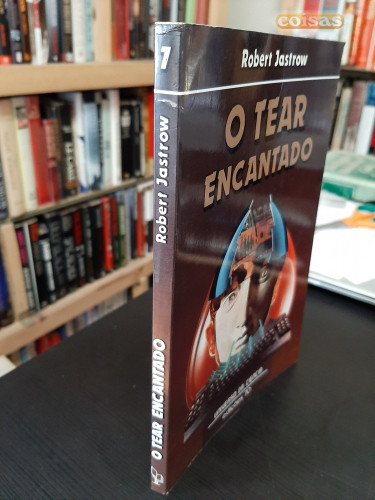 coisas
7
Robert Jastrow
O TEAR ENCANTADO
Robert Jastrow
O TEAR
ENCANTADO